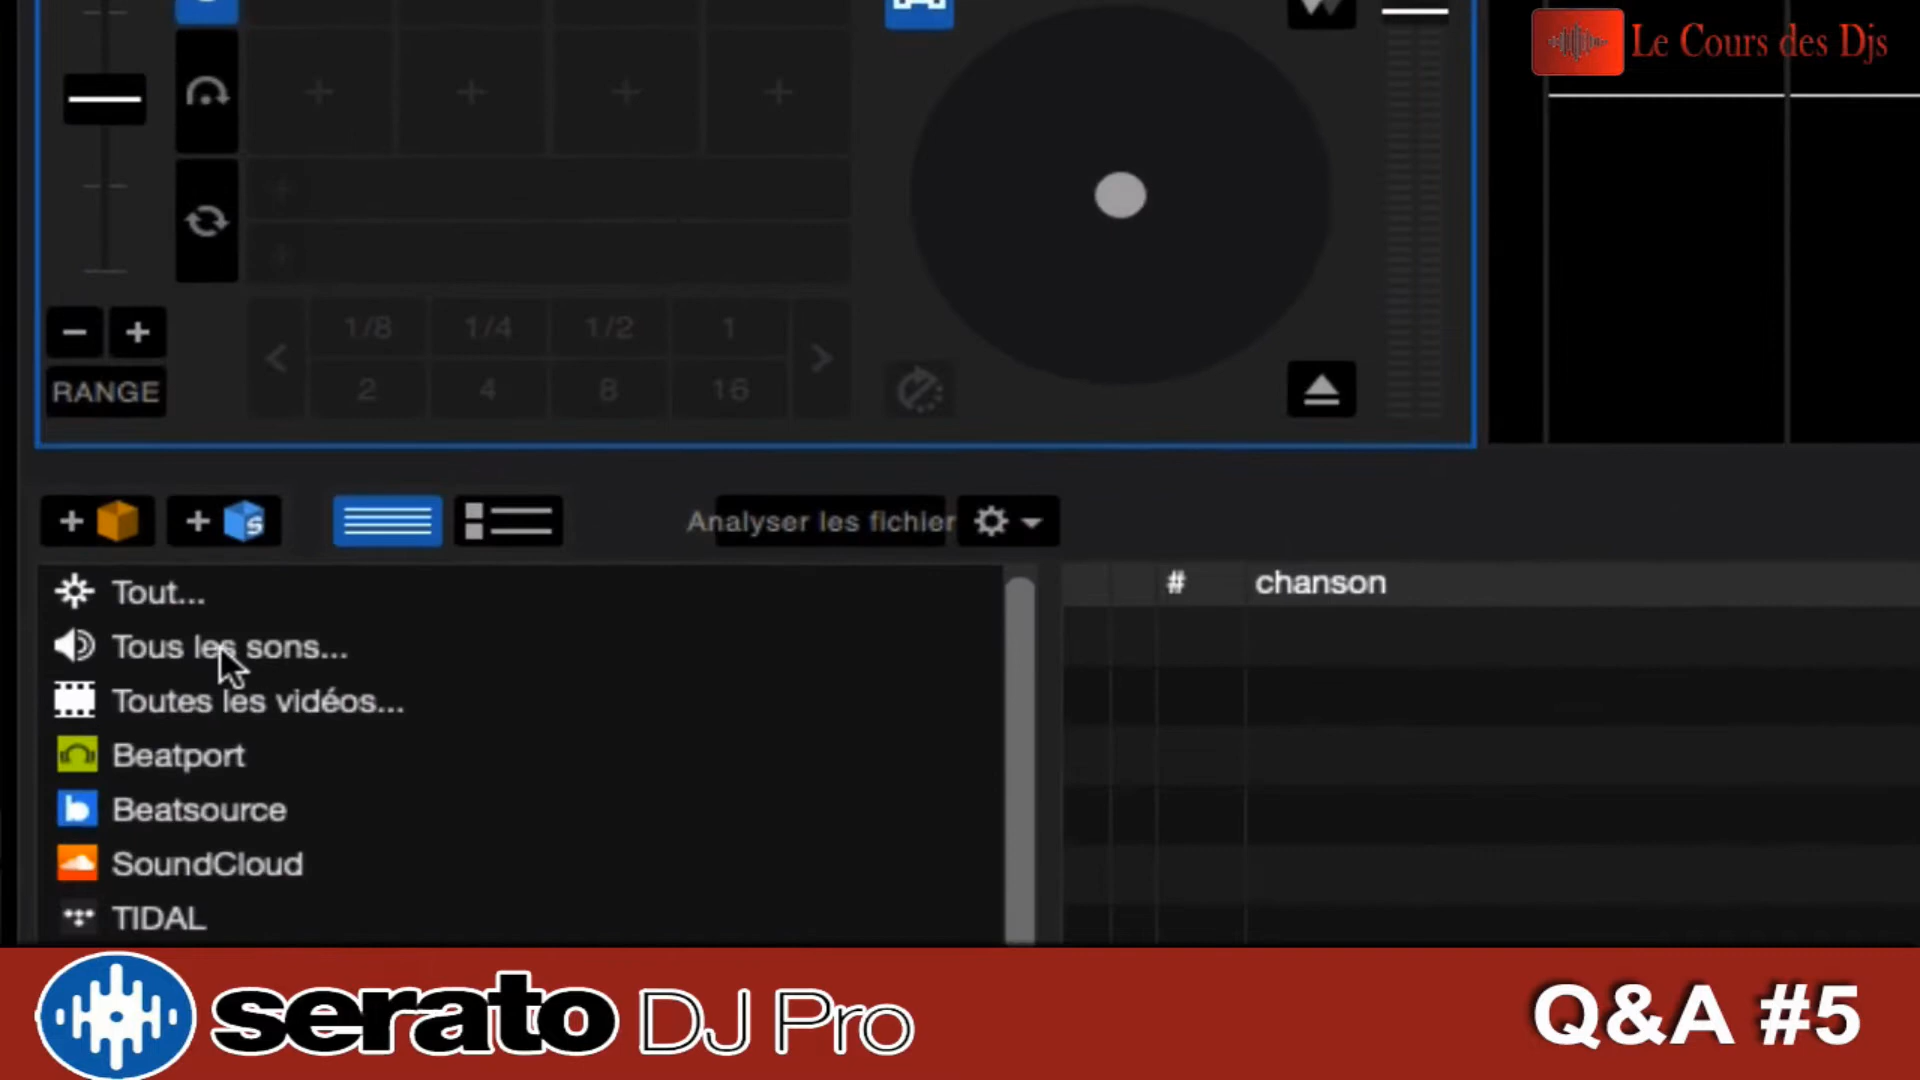 Le Cours des Djs
1/8 1/4 1/2 1
2 4 8 16
RANGE
Analyser les fichier
# chanson
Tout...
Tous les sons...
Toutes les vidéos...
Beatport
Beatsource
SoundCloud
TIDAL
serato DJ Pro
Q&A #5